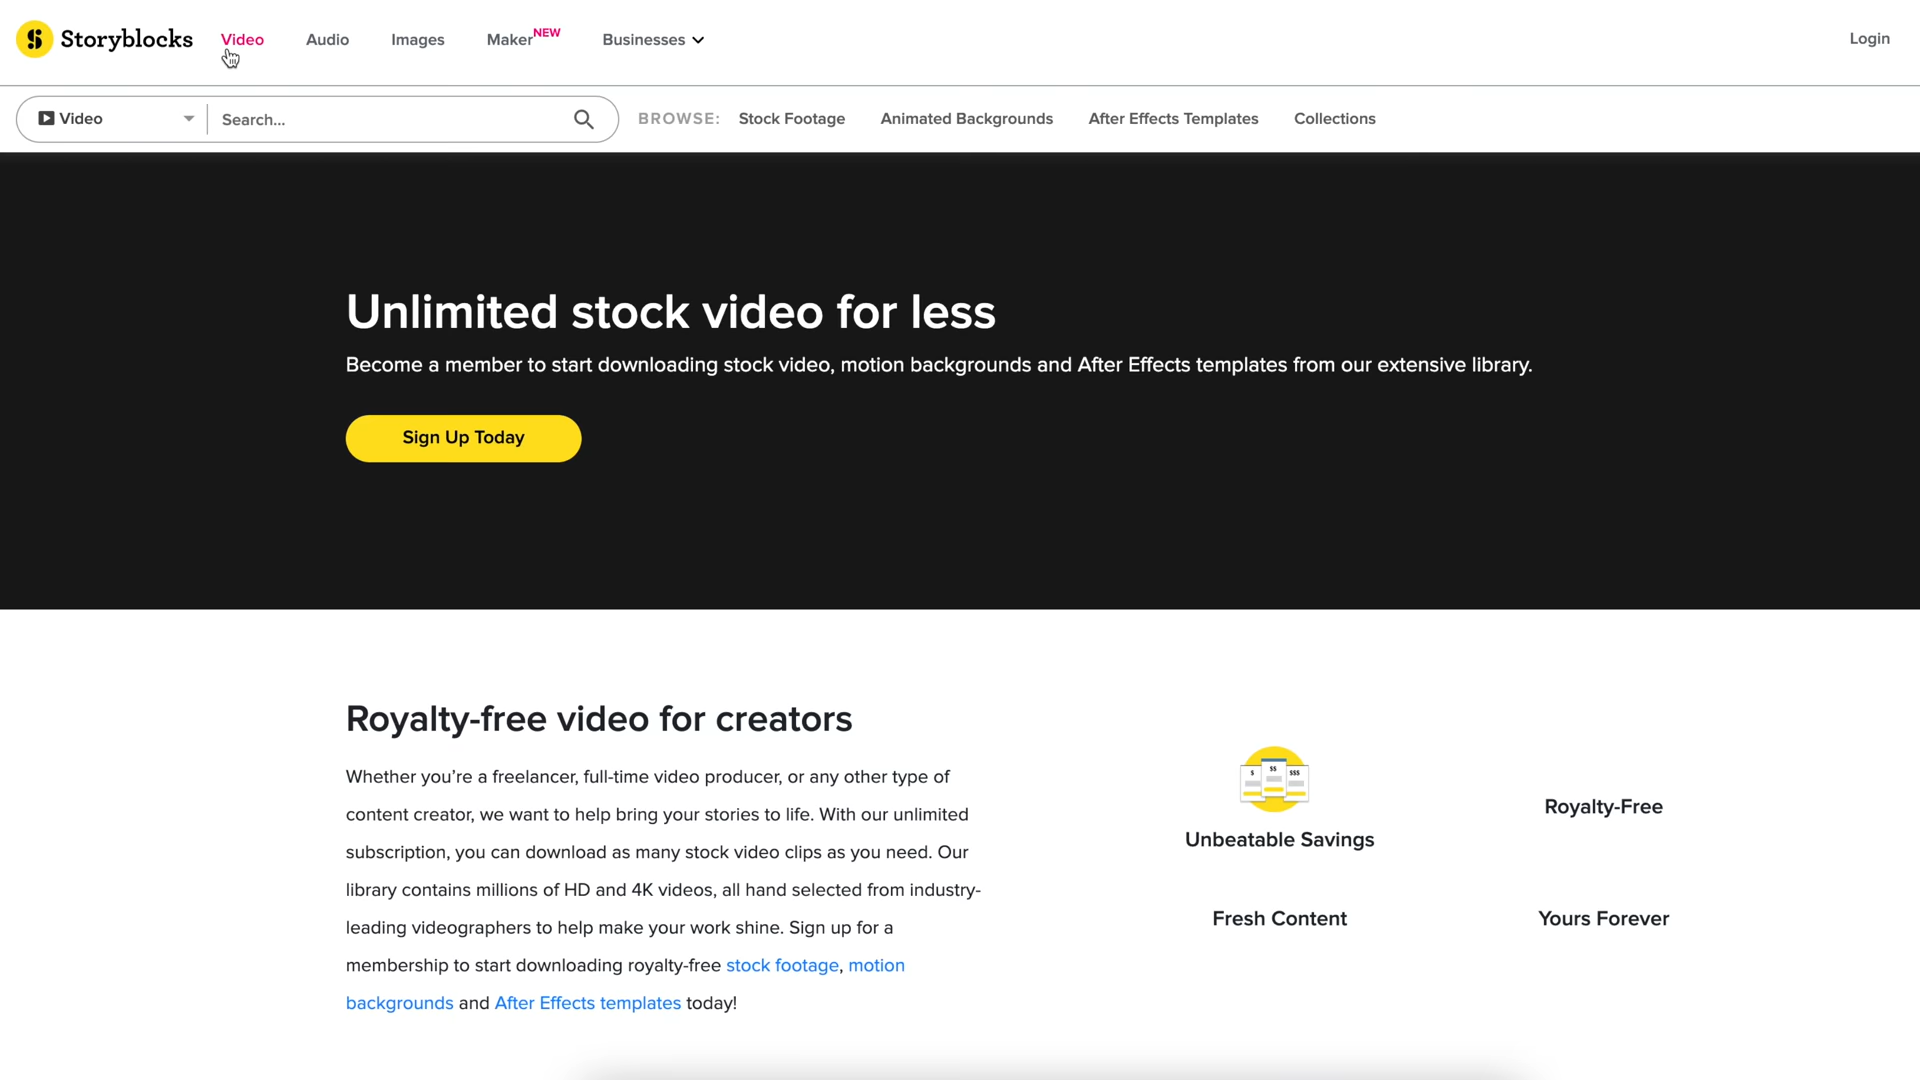 Storyblocks
Video
Audio
Images
Maker NEW
Businesses
Login
Video
Search...
BROWSE:
Stock Footage
Animated Backgrounds
After Effects Templates
Collections
Unlimited stock video for less
Become a member to start downloading stock video, motion backgrounds and After Effects templates from our extensive library.
Sign Up Today
Royalty-free video for creators
Whether you’re a freelancer, full-time video producer, or any other type of
content creator, we want to help bring your stories to life. With our unlimited
subscription, you can download as many stock video clips as you need. Our
library contains millions of HD and 4K videos, all hand selected from industry-
leading videographers to help make your work shine. Sign up for a
membership to start downloading royalty-free stock footage, motion
backgrounds and After Effects templates today!
$ $$ $$$
Unbeatable Savings
Royalty-Free
Fresh Content
Yours Forever